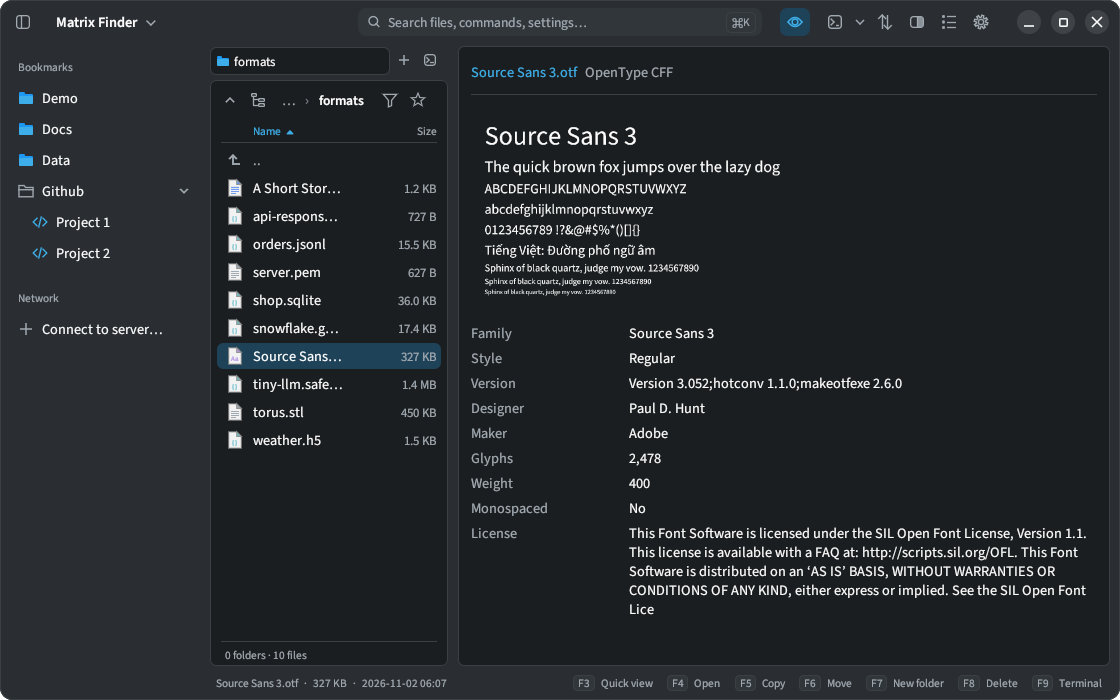 Matrix Finder
Search files, commands, settings…
⌘K
Bookmarks
Demo
Docs
Data
Github
Project 1
Project 2
Network
Connect to server…
formats
… › formats
Name
Size
..
A Short Stor… 1.2 KB
api-respons… 727 B
orders.jsonl 15.5 KB
server.pem 627 B
shop.sqlite 36.0 KB
snowflake.g… 17.4 KB
Source Sans… 327 KB
tiny-llm.safe… 1.4 MB
torus.stl 450 KB
weather.h5 1.5 KB
0 folders · 10 files
Source Sans 3.otf OpenType CFF
Source Sans 3
The quick brown fox jumps over the lazy dog
ABCDEFGHIJKLMNOPQRSTUVWXYZ
abcdefghijklmnopqrstuvwxyz
0123456789 !?&@#$%*()[]{}
Tiếng Việt: Đường phố ngữ âm
Sphinx of black quartz, judge my vow. 1234567890
Sphinx of black quartz, judge my vow. 1234567890
Sphinx of black quartz, judge my vow. 1234567890
Family Source Sans 3
Style Regular
Version Version 3.052;hotconv 1.1.0;makeotfexe 2.6.0
Designer Paul D. Hunt
Maker Adobe
Glyphs 2,478
Weight 400
Monospaced No
License This Font Software is licensed under the SIL Open Font License, Version 1.1.
This license is available with a FAQ at: http://scripts.sil.org/OFL. This Font
Software is distributed on an ‘AS IS’ BASIS, WITHOUT WARRANTIES OR
CONDITIONS OF ANY KIND, either express or implied. See the SIL Open Font
Lice
Source Sans 3.otf · 327 KB · 2026-11-02 06:07
F3 Quick view F4 Open F5 Copy F6 Move F7 New folder F8 Delete F9 Terminal